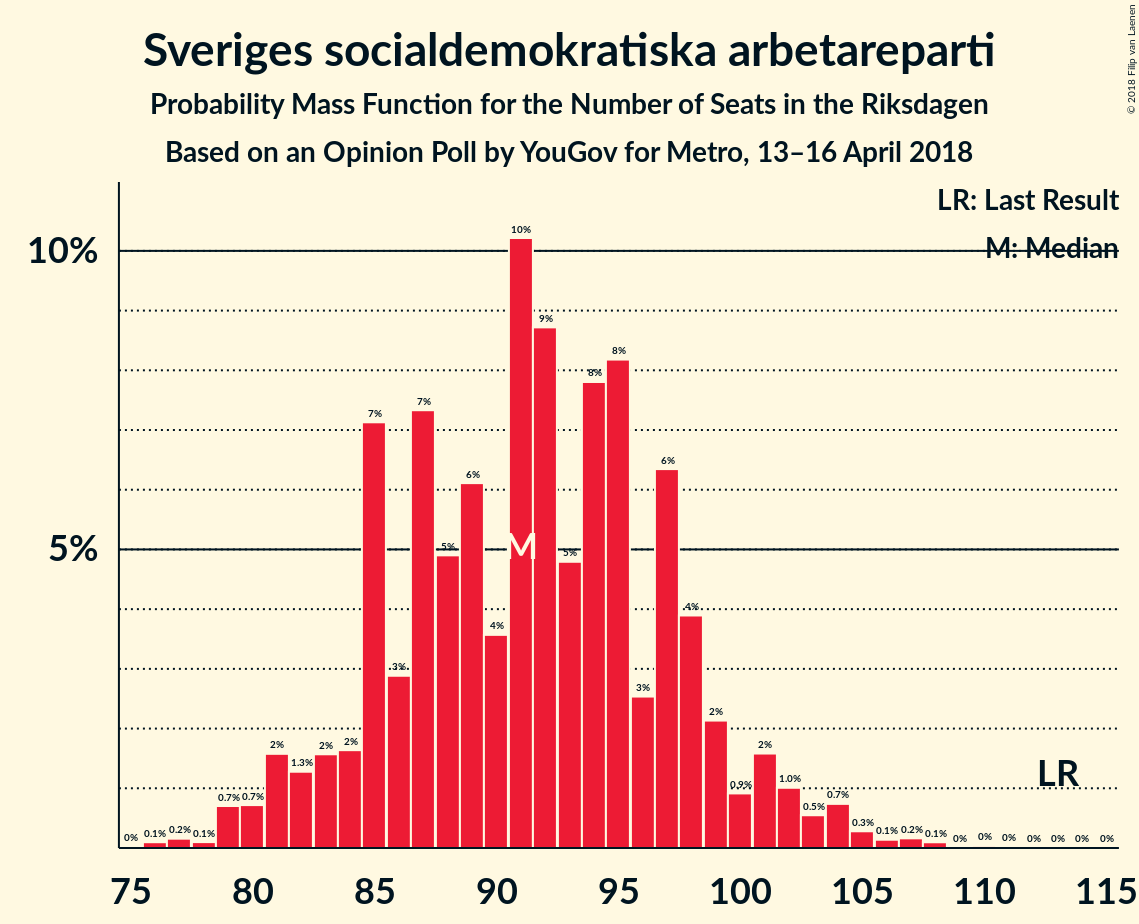 Sveriges socialdemokratiska arbetareparti
Probability Mass Function for the Number of Seats in the Riksdagen
Based on an Opinion Poll by YouGov for Metro, 13–16 April 2018
© 2018 Filip van Laenen
LR: Last Result
M: Median
10%
5%
0% 0.1% 0.2% 0.1% 0.7% 0.7% 2% 1.3% 2% 2% 7% 3% 7% 5% 6% 4% 10% 9% 5% 8% 8% 3% 6% 4% 2% 0.9% 2% 1.0% 0.5% 0.7% 0.3% 0.1% 0.2% 0.1% 0% 0% 0% 0% 0% 0% 0%
M
LR
75 80 85 90 95 100 105 110 115